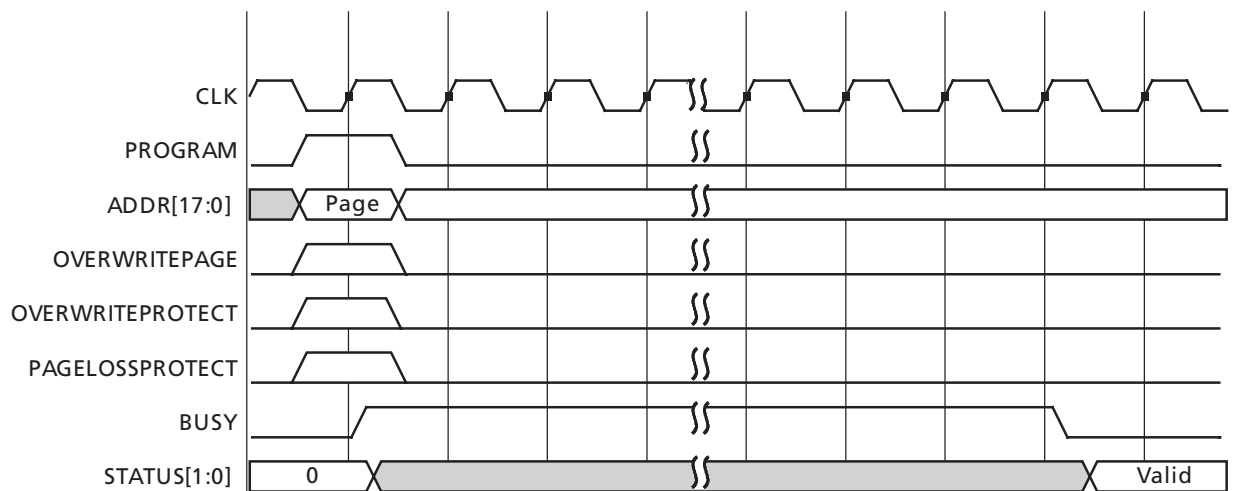 CLK
PROGRAM
ADDR[17:0] Page
OVERWRITEPAGE
OVERWRITEPROTECT
PAGELOSSPROTECT
BUSY
STATUS[1:0] 0 Valid